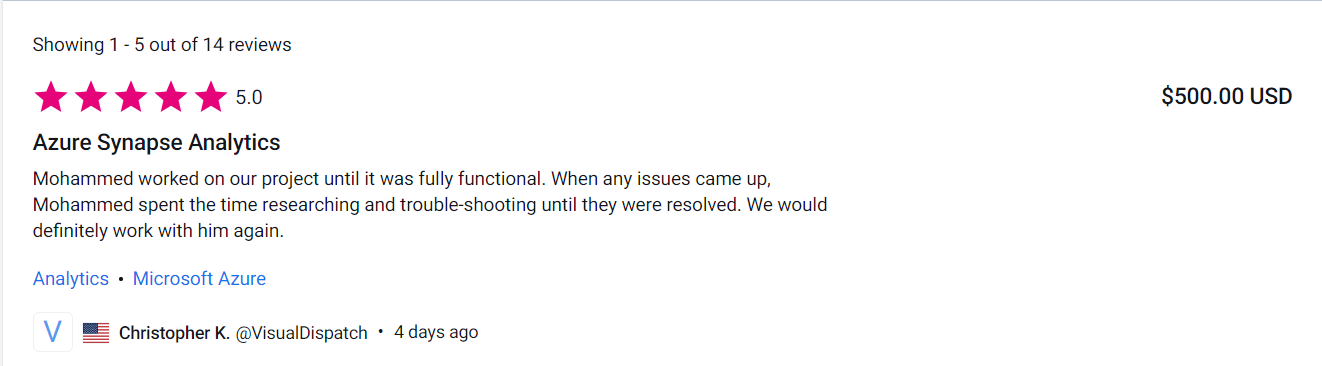 Showing 1 - 5 out of 14 reviews
5.0
$500.00 USD
Azure Synapse Analytics
Mohammed worked on our project until it was fully functional. When any issues came up,
Mohammed spent the time researching and trouble-shooting until they were resolved. We would
definitely work with him again.
Analytics • Microsoft Azure
V Christopher K. @VisualDispatch • 4 days ago